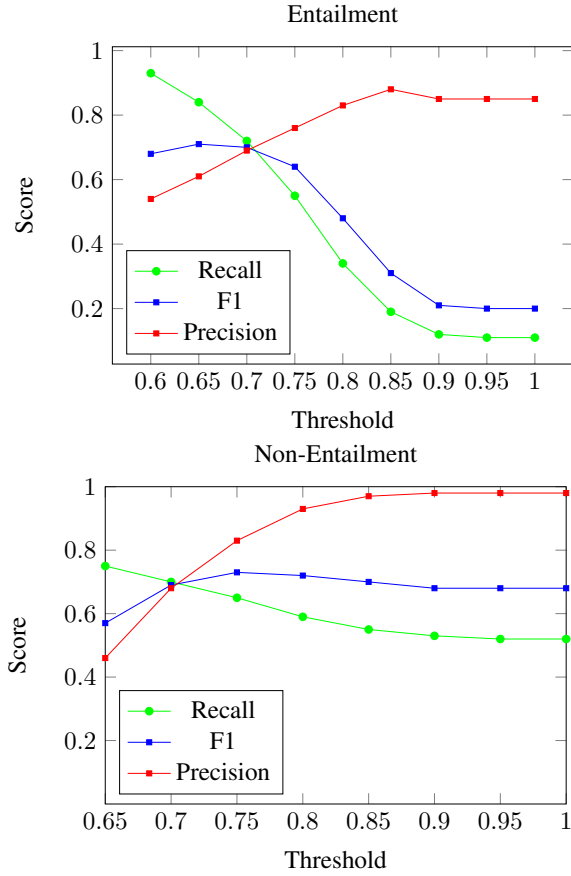 Entailment
1
0.8
0.6
0.4
0.2
Score
Recall
F1
Precision
0.6 0.65 0.7 0.75 0.8 0.85 0.9 0.95 1
Threshold
Non-Entailment
1
0.8
0.6
0.4
0.2
Score
Recall
F1
Precision
0.65 0.7 0.75 0.8 0.85 0.9 0.95 1
Threshold